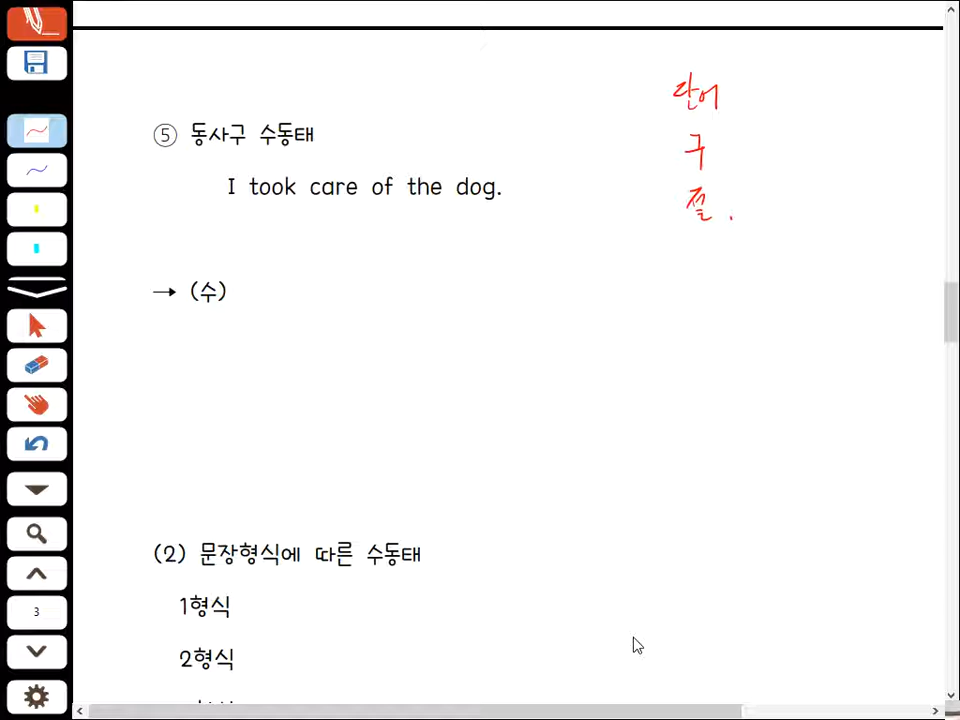 단어
⑤ 동사구 수동태
구
I took care of the dog.
절.
→ (수)
(2) 문장형식에 따른 수동태
1형식
3
2형식